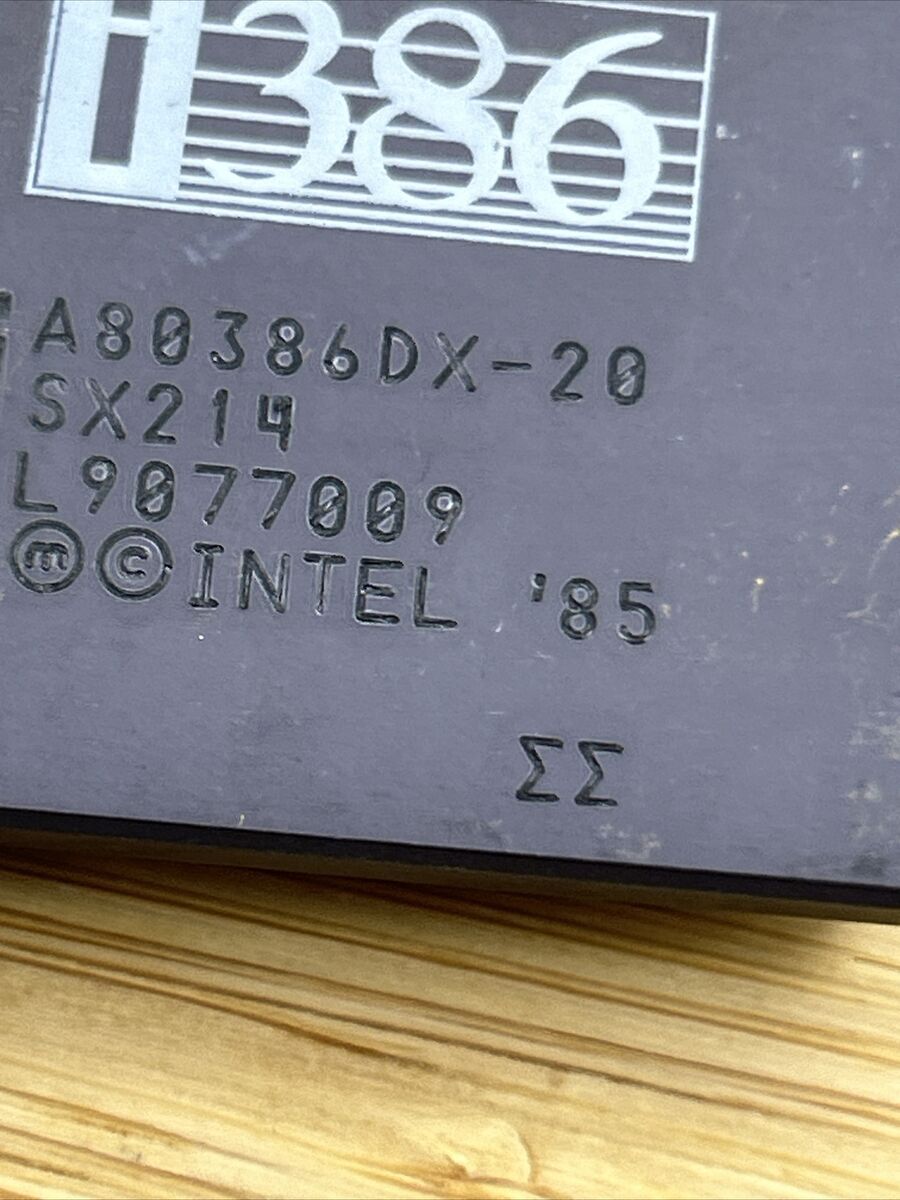 i386
A80386DX-20
SX214
L9077009
ⓜ © INTEL '85
ΣΣ